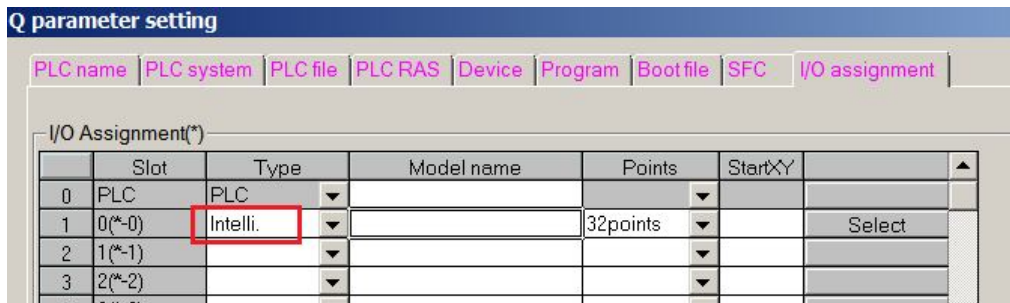 Q parameter setting
PLC name PLC system PLC file PLC RAS Device Program Boot file SFC I/O assignment
I/O Assignment(*)
Slot Type Model name Points StartXY
0 PLC PLC
1 0(*-0) Intelli. 32points Select
2 1(*-1)
3 2(*-2)